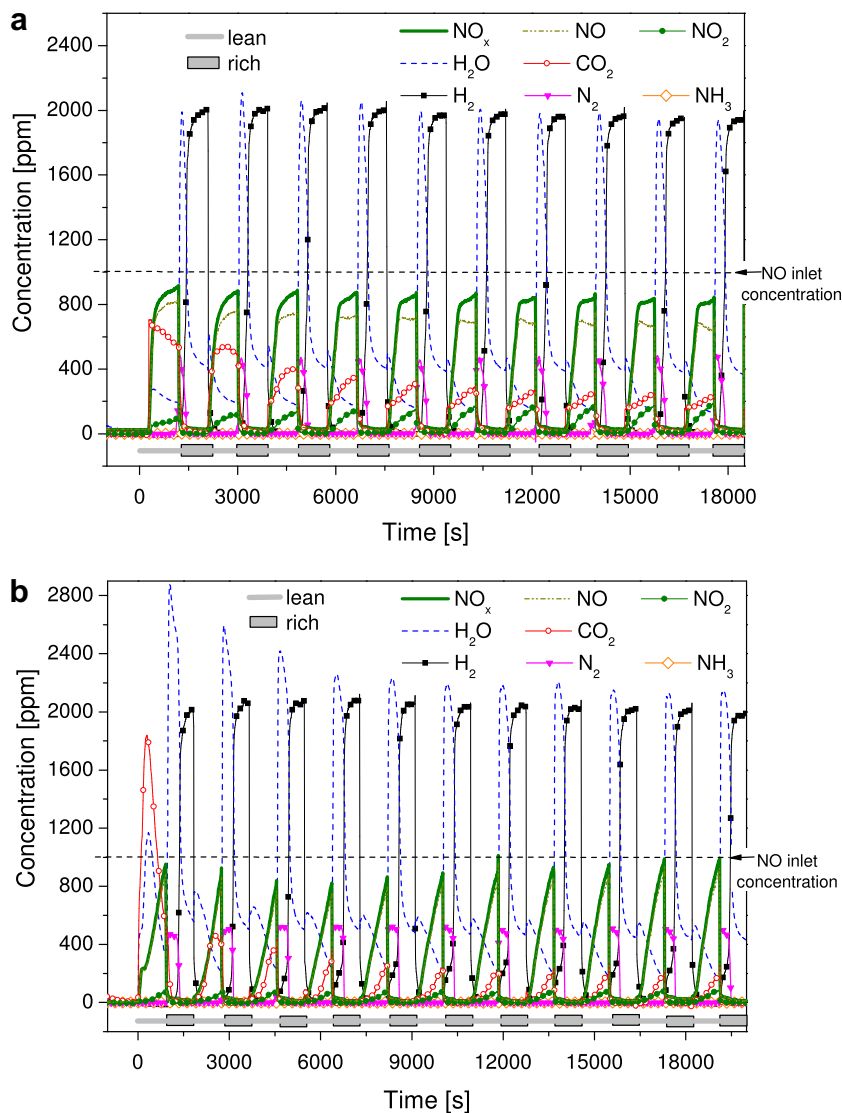 a
lean
rich
NOx NO NO2
H2O CO2
H2 N2 NH3
2600
2400
2000
1600
1200
800
400
0
NO inlet
concentration
Concentration [ppm]
0 3000 6000 9000 12000 15000 18000
Time [s]
b
lean
rich
NOx NO NO2
H2O CO2
H2 N2 NH3
2800
2400
2000
1600
1200
800
400
0
NO inlet
concentration
Concentration [ppm]
0 3000 6000 9000 12000 15000 18000
Time [s]